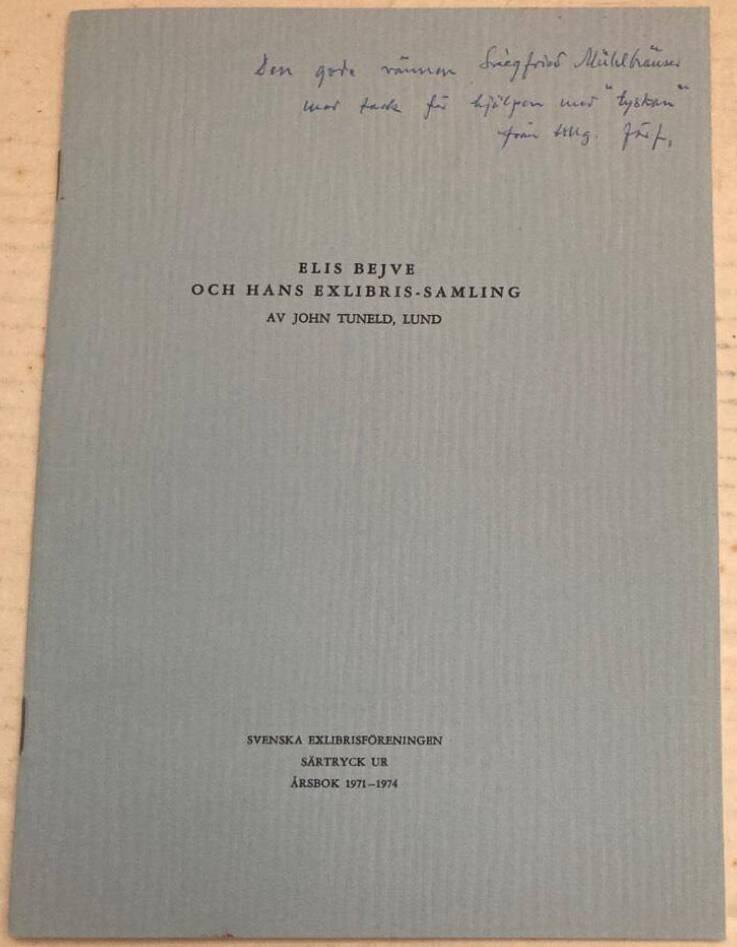 Den gode vännen Siegfried Mühlhäuser
med tack för hjälpen med "tyskan"
från
ELIS BEJVE
OCH HANS EXLIBRIS-SAMLING
AV JOHN TUNELD, LUND
SVENSKA EXLIBRISFÖRENINGEN
SÄRTRYCK UR
ÅRSBOK 1971–1974